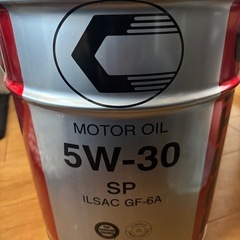 MOTOR OIL
5W-30
SP
ILSAC GF-6A